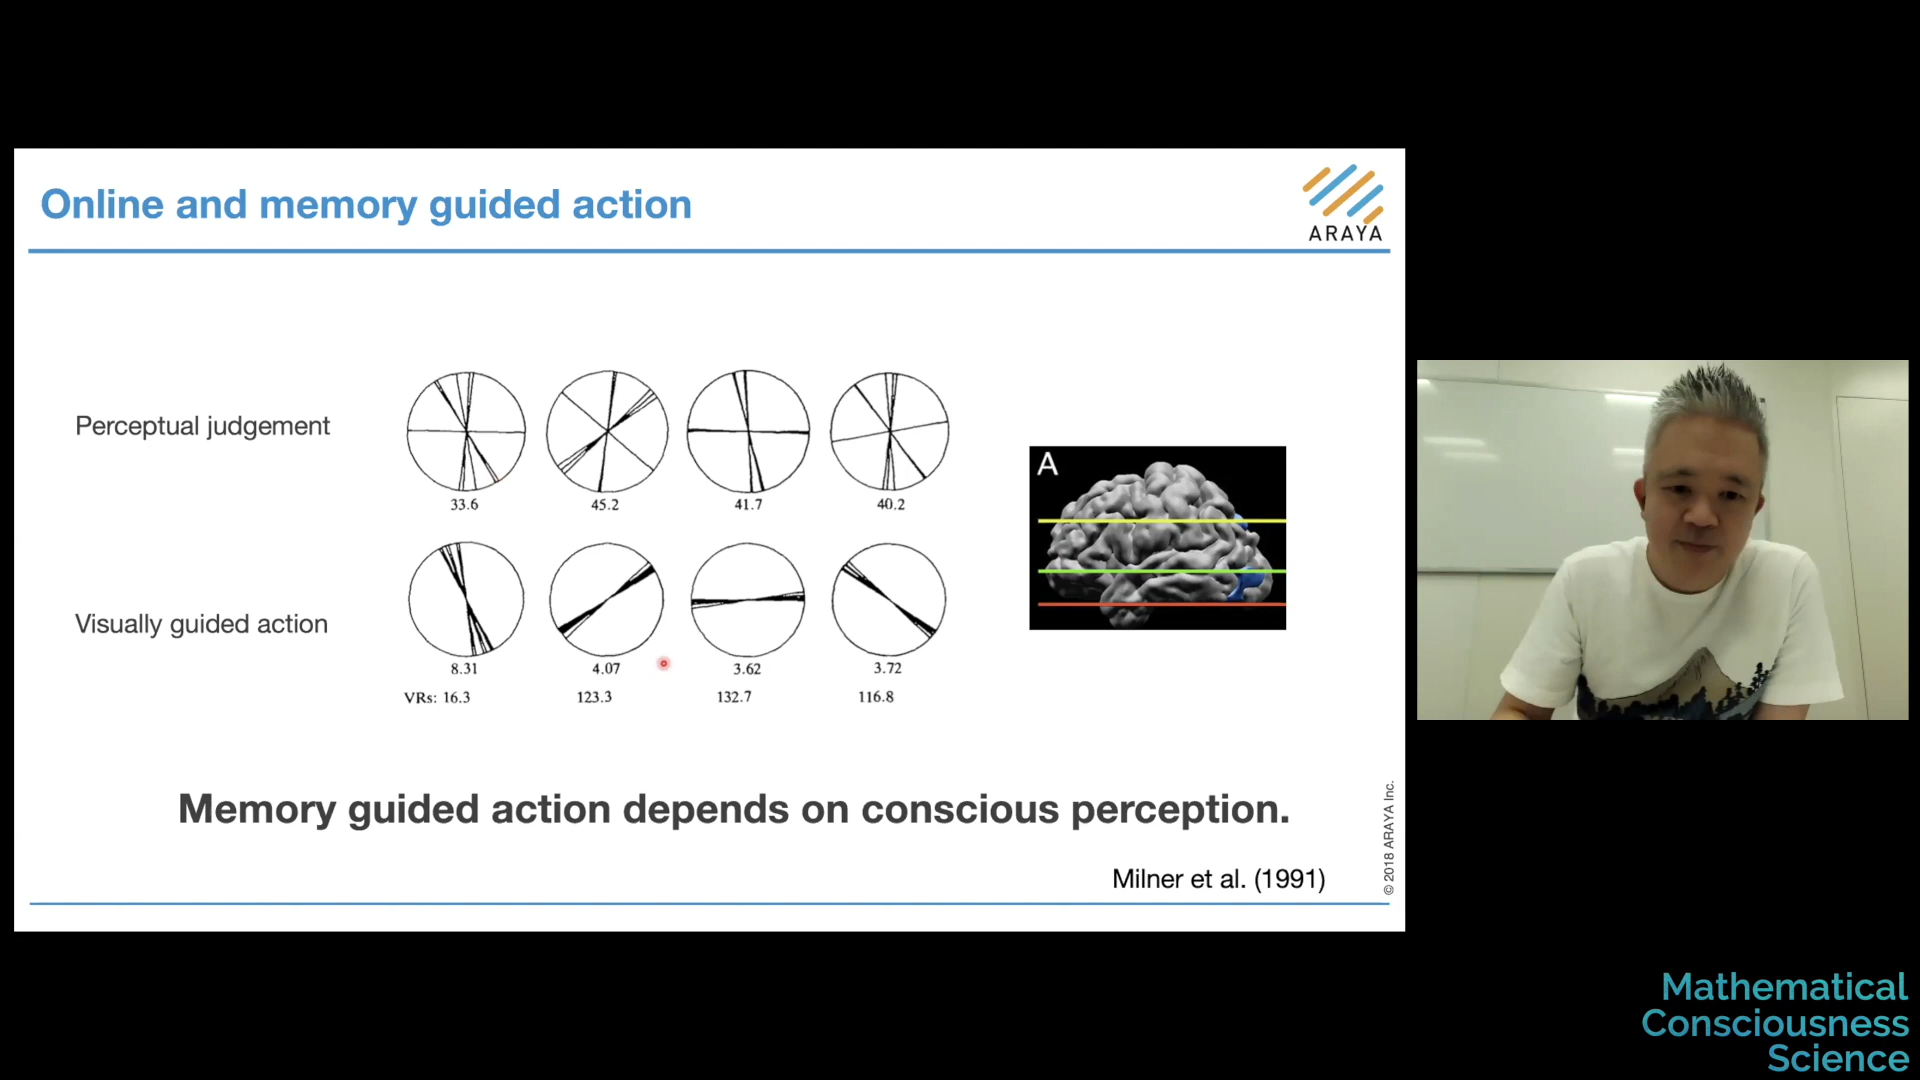 Online and memory guided action
ARAYA
Perceptual judgement
33.6 45.2 41.7 40.2
A
Visually guided action
8.31 4.07 3.62 3.72
VRs: 16.3 123.3 132.7 116.8
Memory guided action depends on conscious perception.
Milner et al. (1991)
© 2018 ARAYA Inc.
Mathematical
Consciousness
Science